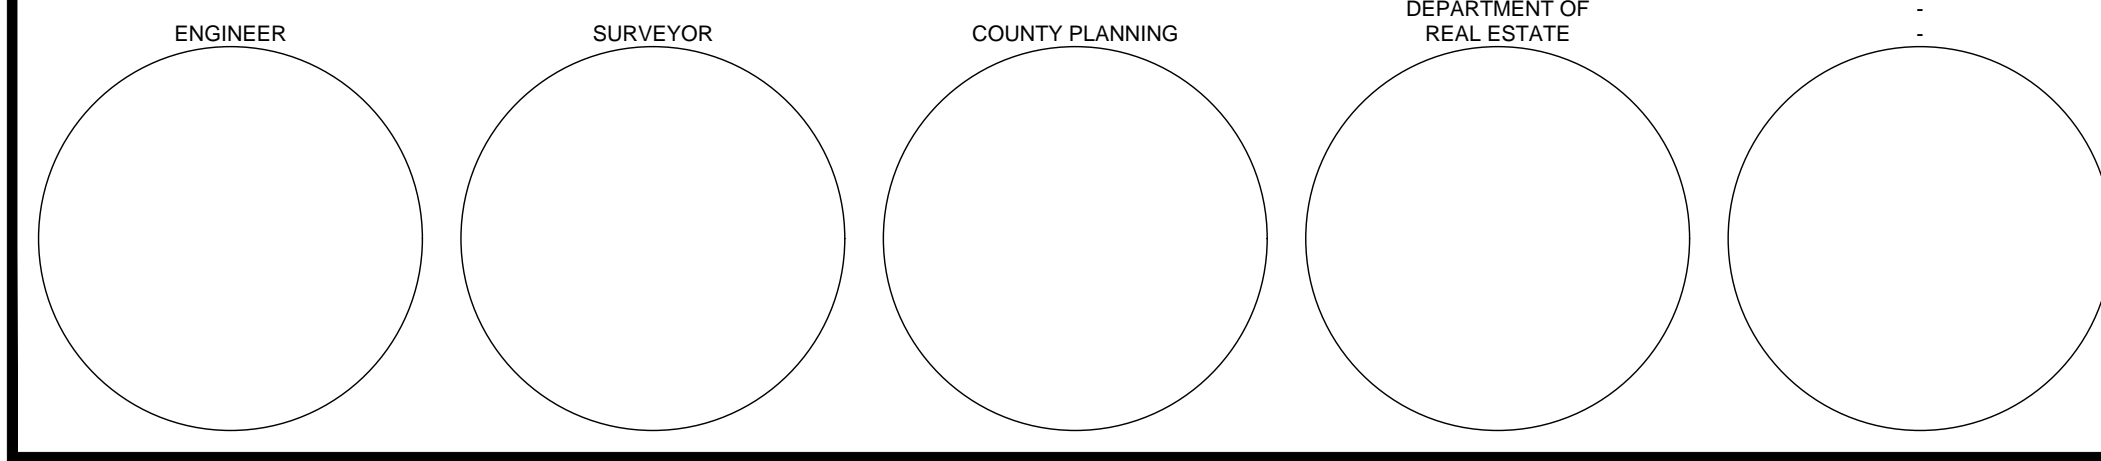 ENGINEER
SURVEYOR
COUNTY PLANNING
DEPARTMENT OF
REAL ESTATE
-
-